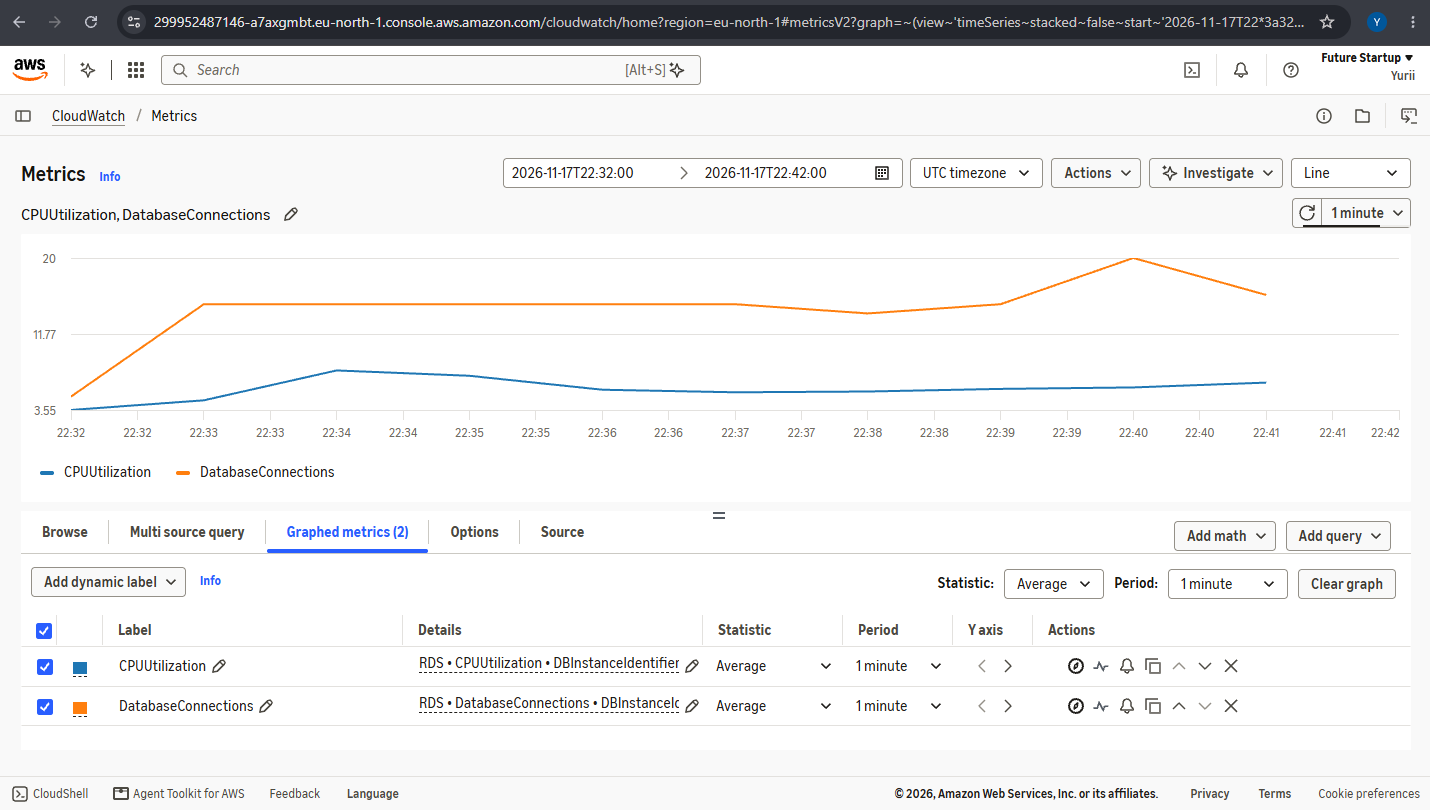 299952487146-a7axgmbt.eu-north-1.console.aws.amazon.com/cloudwatch/home?region=eu-north-1#metricsV2?graph=~(view~'timeSeries~stacked~false~start~'2026-11-17T22*3a32... Y
aws Search [Alt+S] Future Startup
Yurii
CloudWatch / Metrics
Metrics Info 2026-11-17T22:32:00 2026-11-17T22:42:00 UTC timezone Actions Investigate Line
CPUUtilization, DatabaseConnections 1 minute
20
11.77
3.55
22:32 22:32 22:33 22:33 22:34 22:34 22:35 22:35 22:36 22:36 22:37 22:37 22:38 22:38 22:39 22:39 22:40 22:40 22:41 22:41 22:42
CPUUtilization DatabaseConnections
Browse Multi source query Graphed metrics (2) Options Source Add math Add query
Add dynamic label Info Statistic: Average Period: 1 minute Clear graph
Label Details Statistic Period Y axis Actions
CPUUtilization RDS • CPUUtilization • DBInstanceIdentifier Average 1 minute
DatabaseConnections RDS • DatabaseConnections • DBInstanceIc Average 1 minute
CloudShell Agent Toolkit for AWS Feedback Language © 2026, Amazon Web Services, Inc. or its affiliates. Privacy Terms Cookie preferences